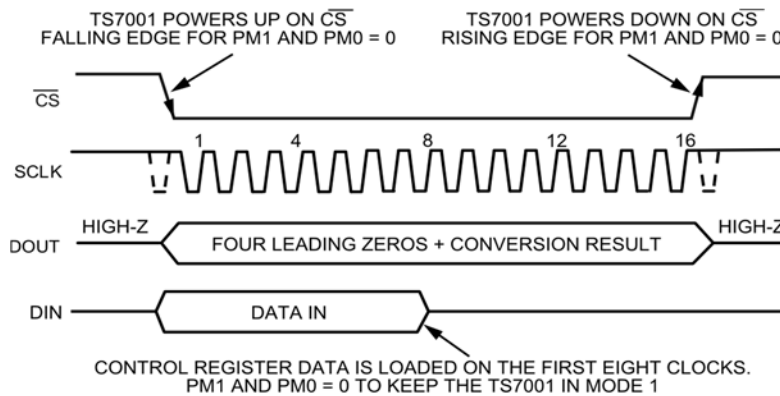 TS7001 POWERS UP ON CS
FALLING EDGE FOR PM1 AND PM0 = 0
TS7001 POWERS DOWN ON CS
RISING EDGE FOR PM1 AND PM0 = 0
CS
1 4 8 12 16
SCLK
HIGH-Z
HIGH-Z
DOUT
FOUR LEADING ZEROS + CONVERSION RESULT
DIN
DATA IN
CONTROL REGISTER DATA IS LOADED ON THE FIRST EIGHT CLOCKS.
PM1 AND PM0 = 0 TO KEEP THE TS7001 IN MODE 1